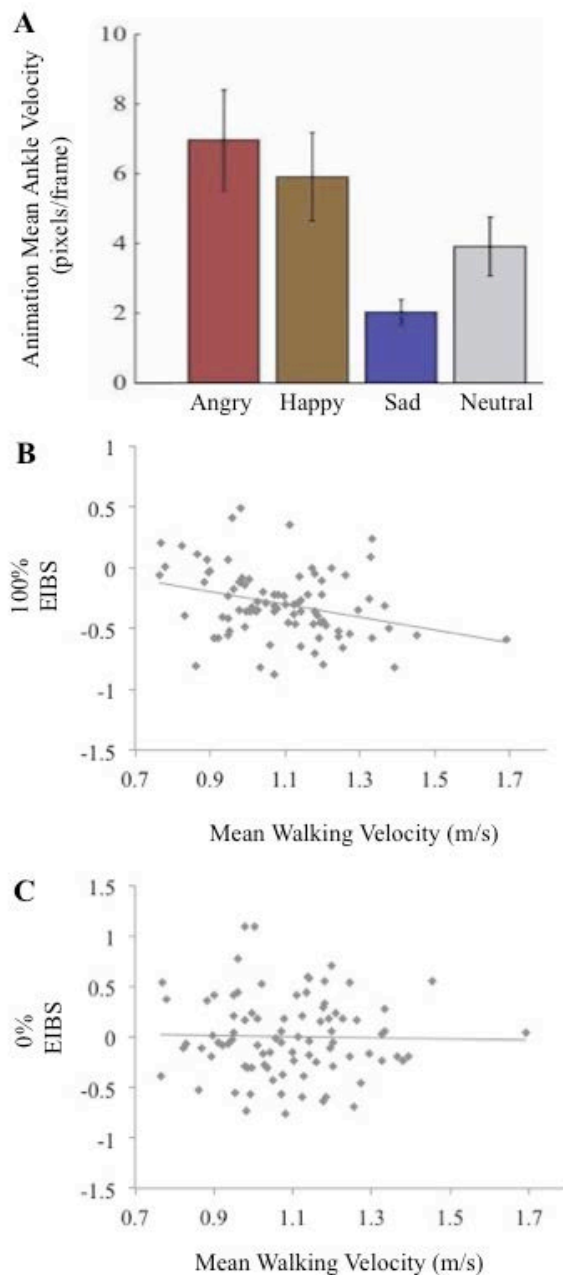 A
Animation Mean Ankle Velocity
(pixels/frame)
10
8
6
4
2
0
Angry Happy Sad Neutral
B
100%
EIBS
1
0.5
0
-0.5
-1
-1.5
0.7 0.9 1.1 1.3 1.5 1.7
Mean Walking Velocity (m/s)
C
0%
EIBS
1.5
1
0.5
0
-0.5
-1
-1.5
0.7 0.9 1.1 1.3 1.5 1.7
Mean Walking Velocity (m/s)